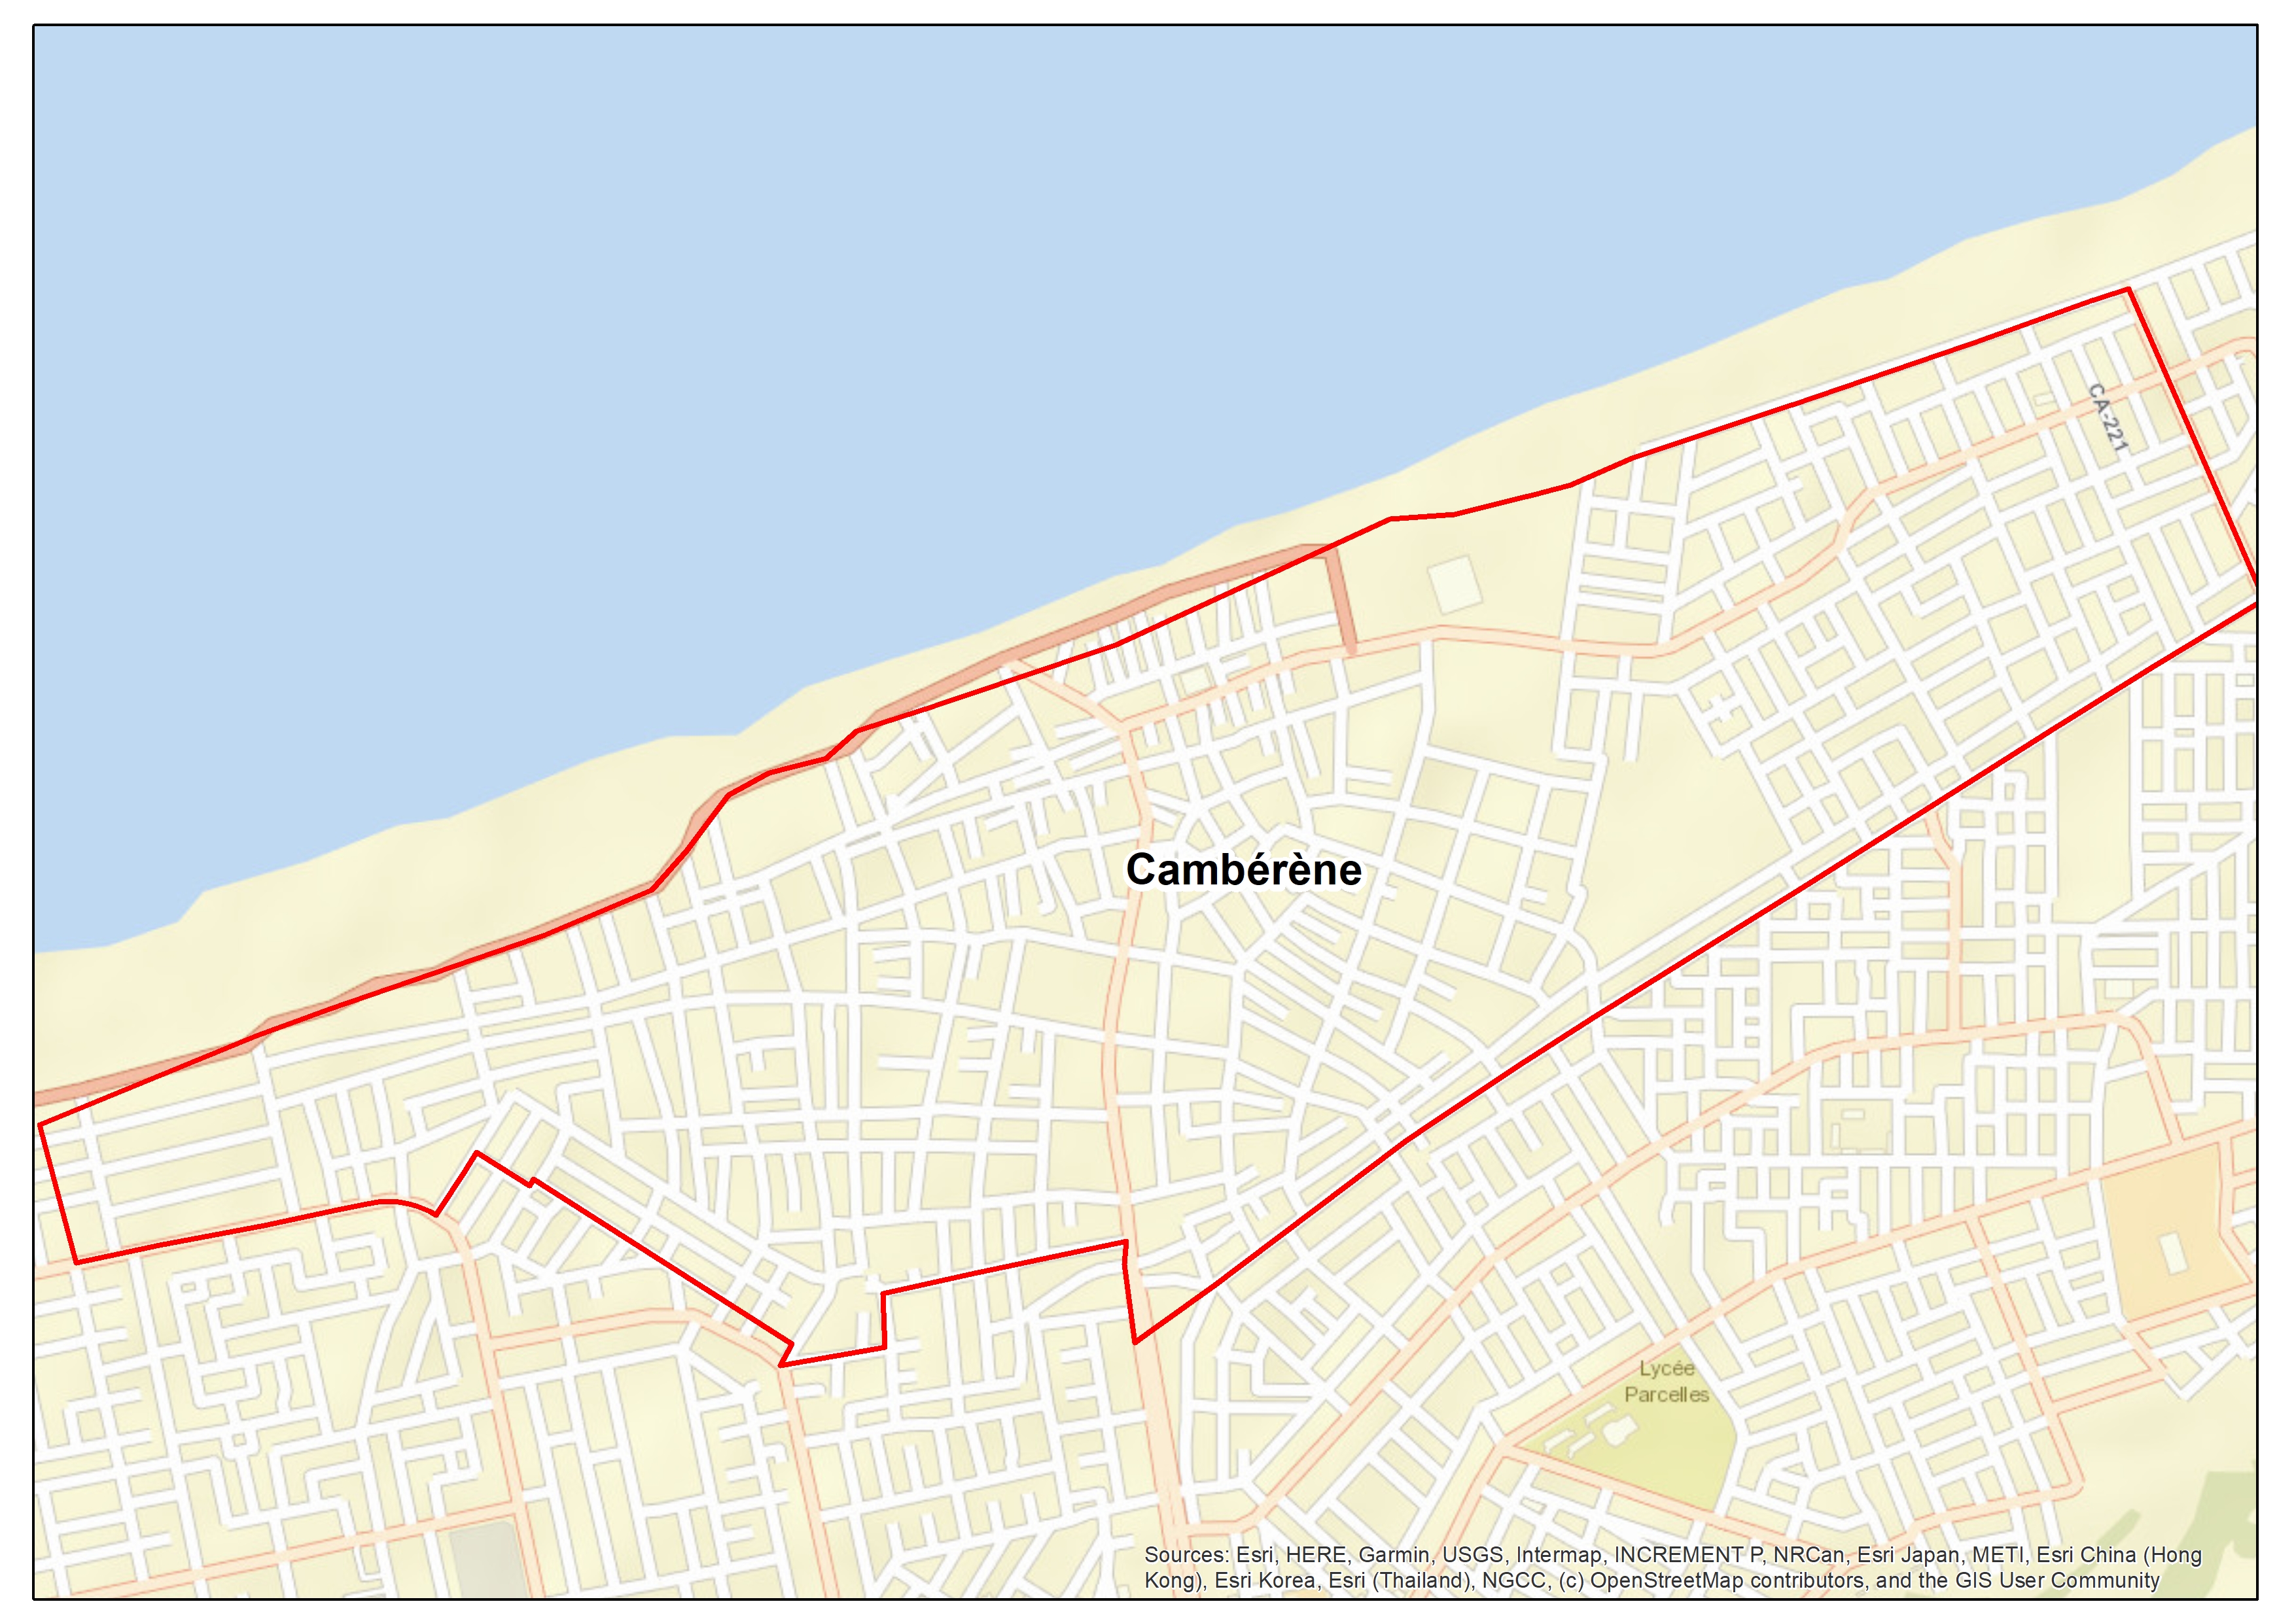 CA-221
Cambérène
Lycée
Parcelles
Sources: Esri, HERE, Garmin, USGS, Intermap, INCREMENT P, NRCan, Esri Japan, METI, Esri China (Hong
Kong), Esri Korea, Esri (Thailand), NGCC, (c) OpenStreetMap contributors, and the GIS User Community